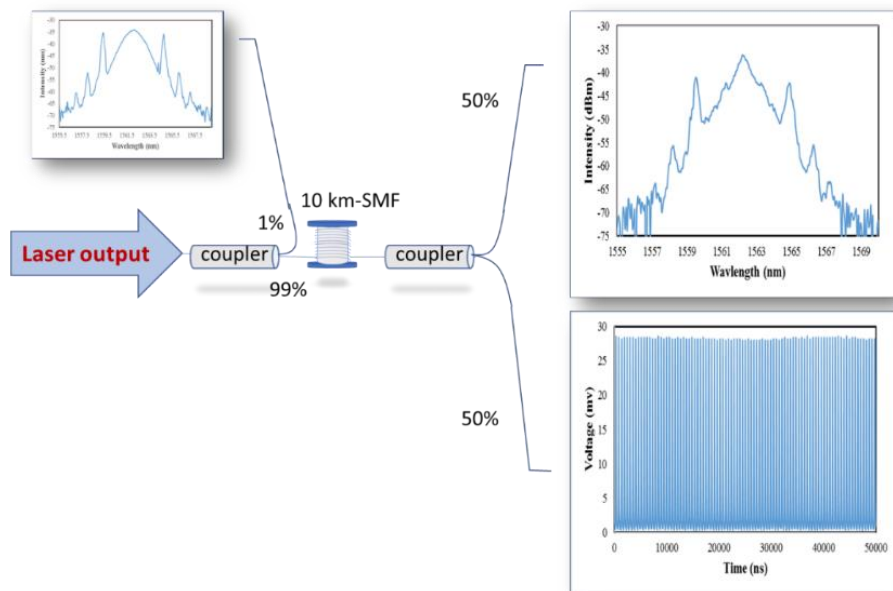 Wavelength (nm)
Laser output
coupler
1%
99%
10 km-SMF
coupler
50%
50%
Intensity (dBm)
-30
-35
-40
-45
-50
-55
-60
-65
-70
-75
1555 1557 1559 1561 1563 1565 1567 1569
Wavlength (nm)
Voltage (mv)
30
25
20
15
10
5
0
0 10000 20000 30000 40000 50000
Time (ns)